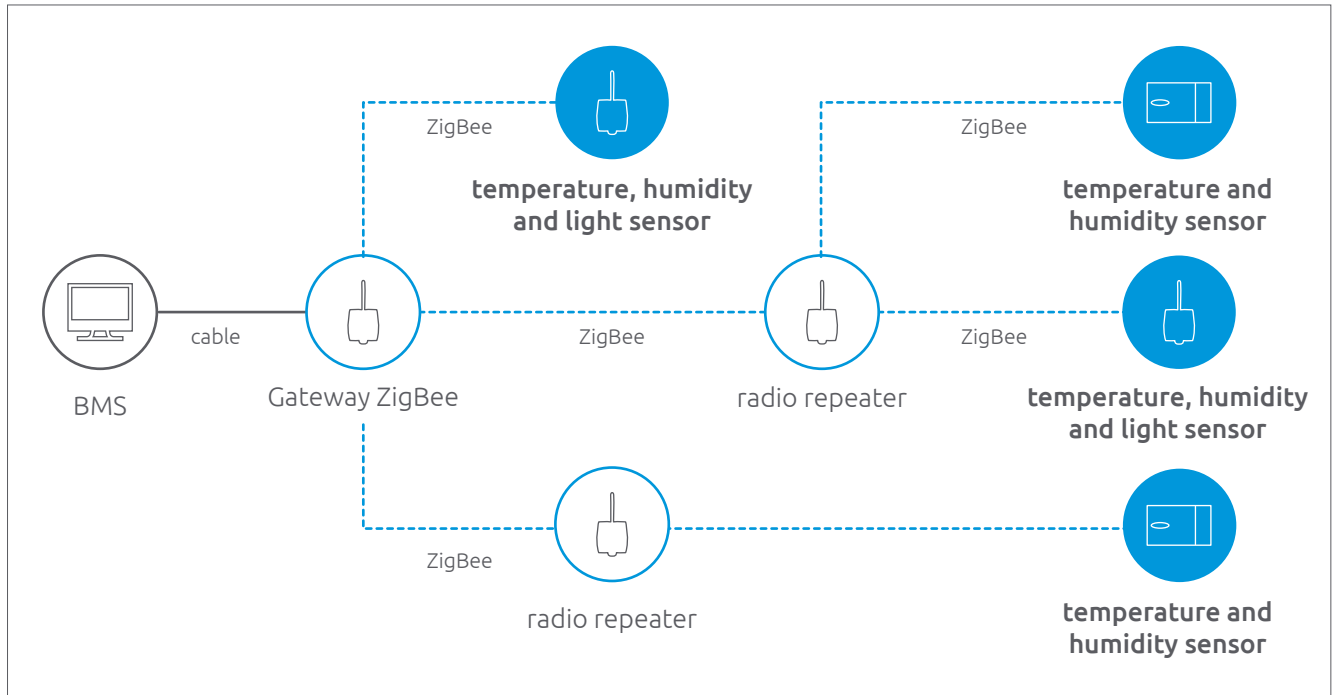 ZigBee
ZigBee
temperature, humidity
and light sensor
temperature and
humidity sensor
cable
ZigBee
ZigBee
BMS
Gateway ZigBee
radio repeater
temperature, humidity
and light sensor
ZigBee
radio repeater
temperature and
humidity sensor